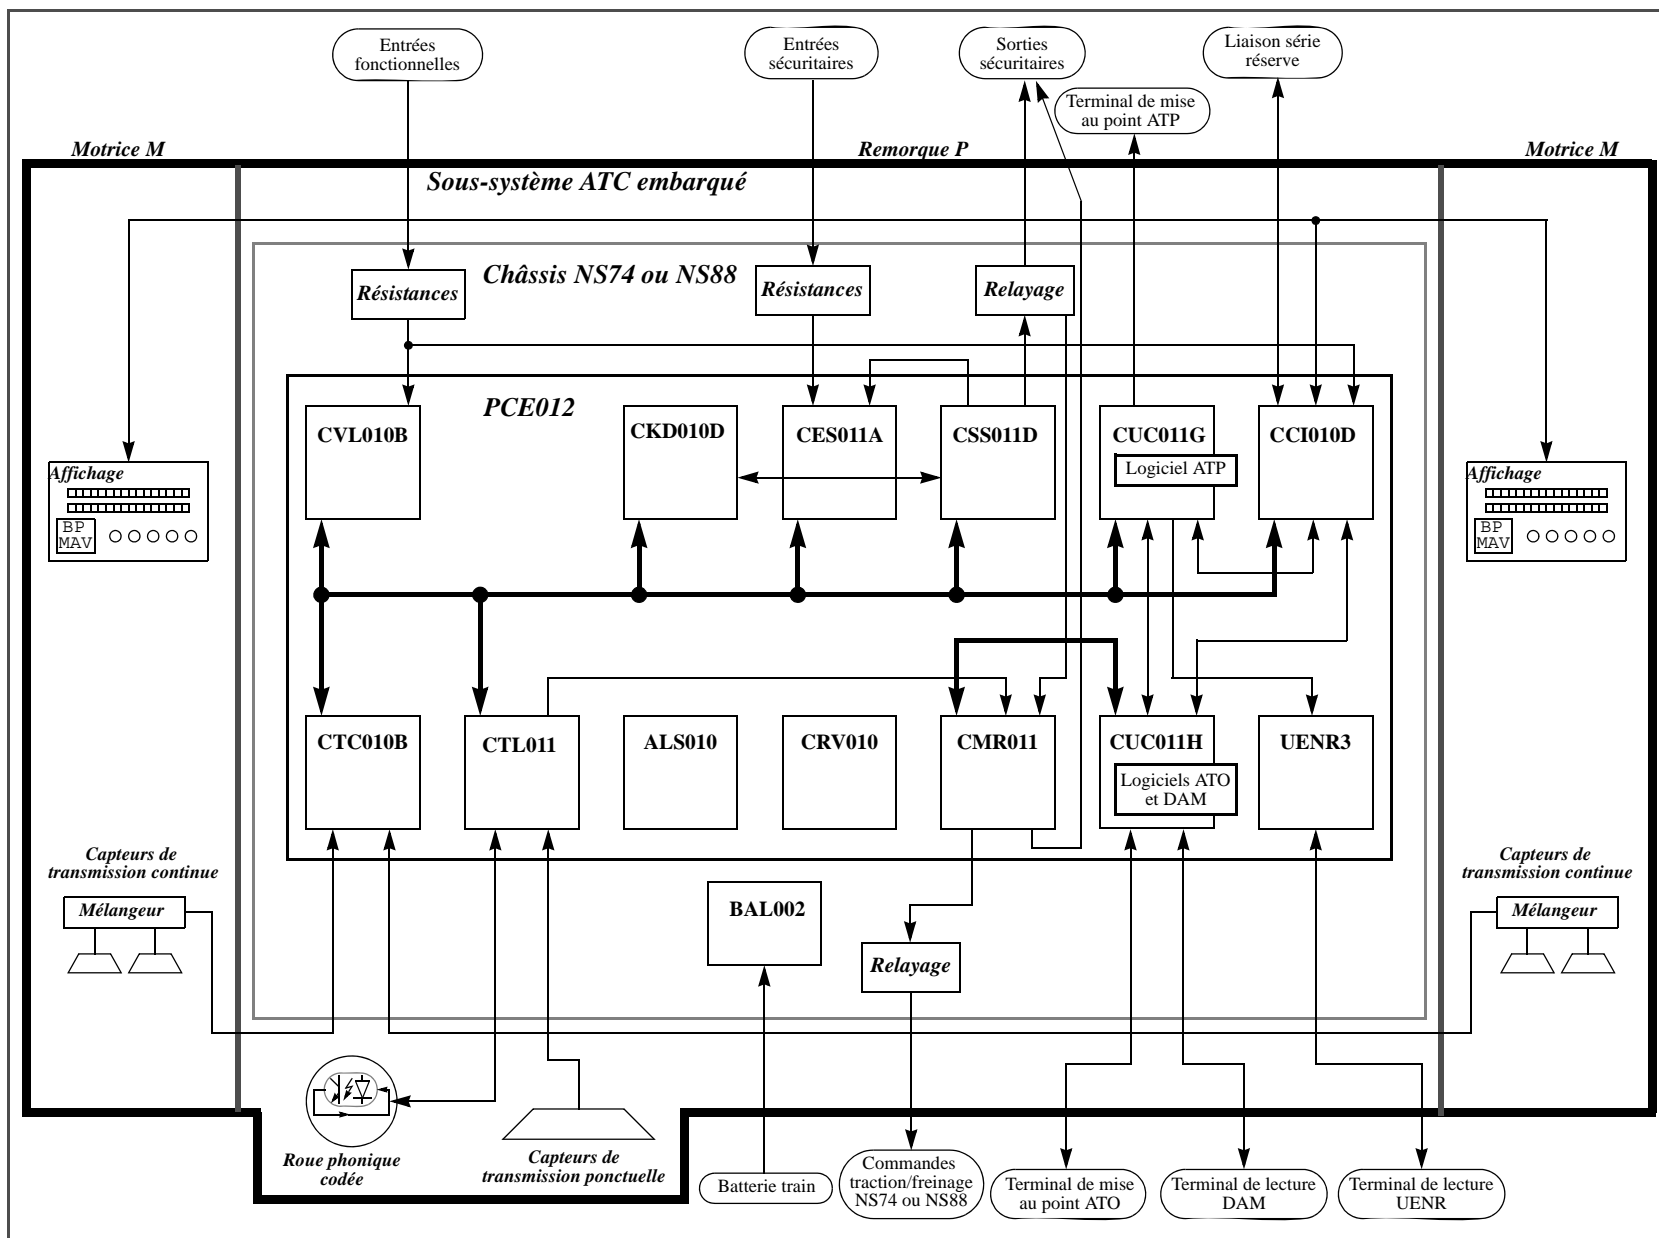 Entrées
fonctionnelles
Entrées
sécuritaires
Sorties
sécuritaires
Liaison série
réserve
Terminal de mise
au point ATP
Motrice M
Remorque P
Motrice M
Sous-système ATC embarqué
Châssis NS74 ou NS88
Résistances
Résistances
Relayage
PCE012
CVL010B
CKD010D
CES011A
CSS011D
CUC011G
Logiciel ATP
CCI010D
Affichage
BP
MAV
Affichage
BP
MAV
CTC010B
CTL011
ALS010
CRV010
CMR011
CUC011H
Logiciels ATO
et DAM
UENR3
Capteurs de
transmission continue
Mélangeur
Capteurs de
transmission continue
Mélangeur
BAL002
Relayage
Roue phonique
codée
Capteurs de
transmission ponctuelle
Batterie train
Commandes
traction/freinage
NS74 ou NS88
Terminal de mise
au point ATO
Terminal de lecture
DAM
Terminal de lecture
UENR